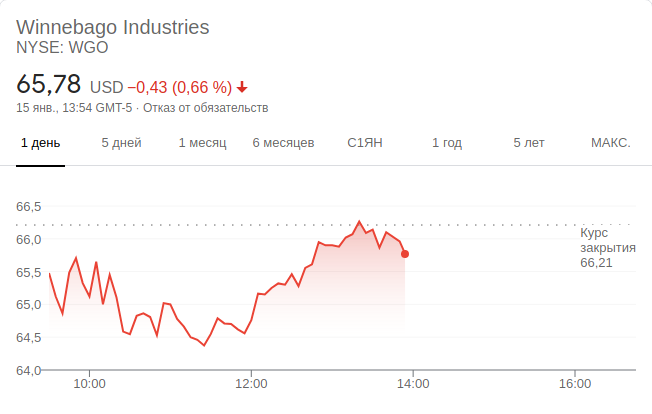 Winnebago Industries
NYSE: WGO
65,78 USD −0,43 (0,66 %)
15 янв., 13:54 GMT-5 · Отказ от обязательств
1 день 5 дней 1 месяц 6 месяцев С1ЯН 1 год 5 лет МАКС.
66,5
66,0
65,5
65,0
64,5
64,0
Курс
закрытия
66,21
10:00 12:00 14:00 16:00